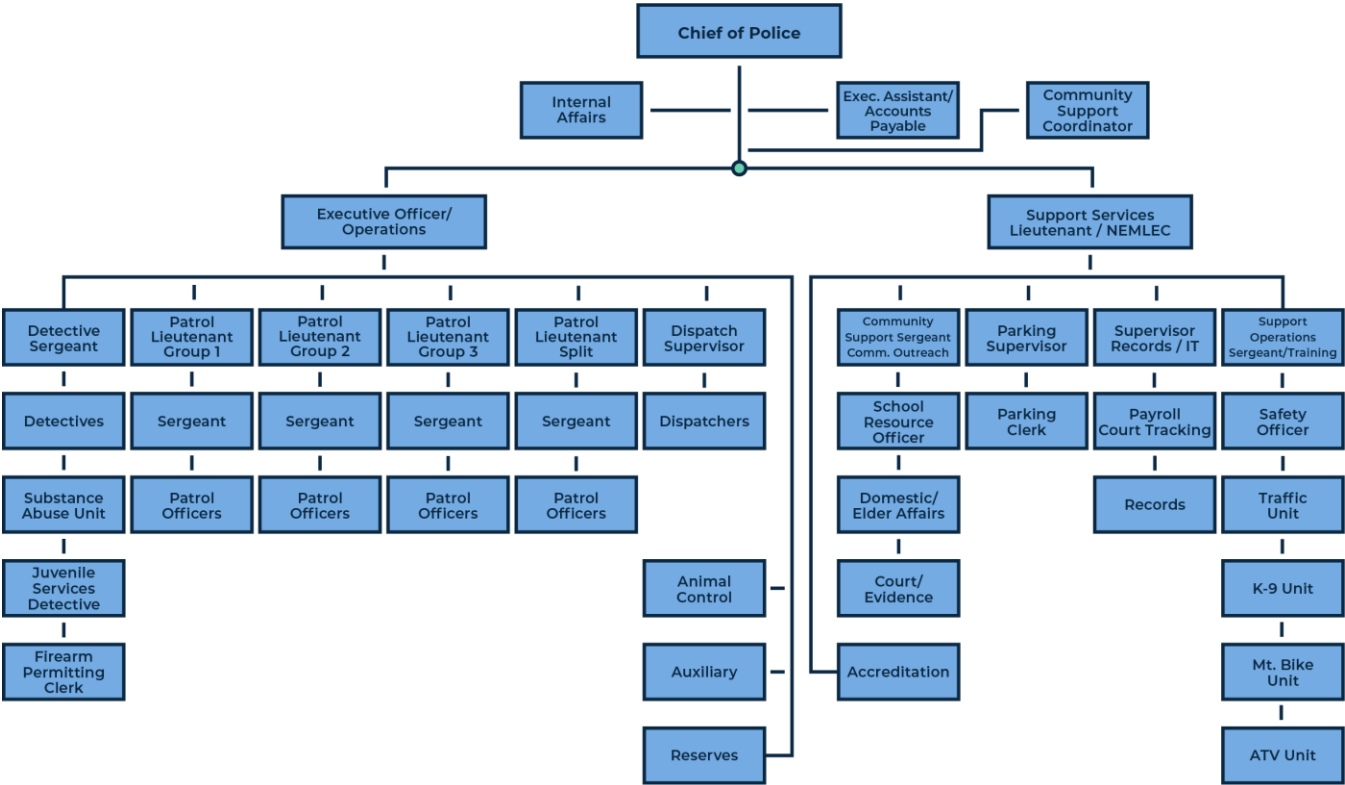 Chief of Police
Internal
Affairs
Exec. Assistant/
Accounts
Payable
Community
Support
Coordinator
Executive Officer/
Operations
Support Services
Lieutenant / NEMLEC
Detective
Sergeant
Patrol
Lieutenant
Group 1
Patrol
Lieutenant
Group 2
Patrol
Lieutenant
Group 3
Patrol
Lieutenant
Split
Dispatch
Supervisor
Community
Support Sergeant
Comm. Outreach
Parking
Supervisor
Supervisor
Records / IT
Support
Operations
Sergeant/Training
Detectives
Sergeant
Sergeant
Sergeant
Sergeant
Dispatchers
School
Resource
Officer
Parking
Clerk
Payroll
Court Tracking
Safety
Officer
Substance
Abuse Unit
Patrol
Officers
Patrol
Officers
Patrol
Officers
Patrol
Officers
Domestic/
Elder Affairs
Records
Traffic
Unit
Juvenile
Services
Detective
Animal
Control
Court/
Evidence
K-9 Unit
Firearm
Permitting
Clerk
Auxiliary
Accreditation
Mt. Bike
Unit
Reserves
ATV Unit